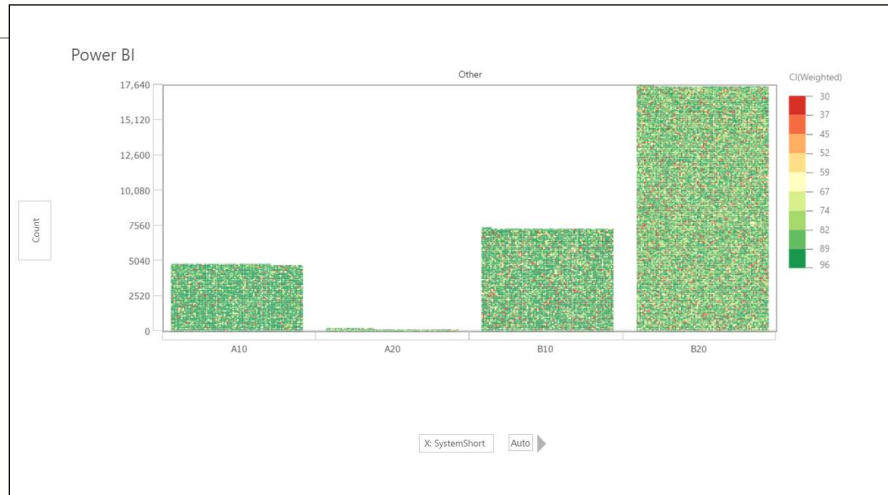 Power BI
Other
CI(Weighted)
17,640
15,120
12,600
10,080
7560
5040
2520
0
Count
30
37
45
52
59
67
74
82
89
96
A10
A20
B10
B20
X: SystemShort
Auto